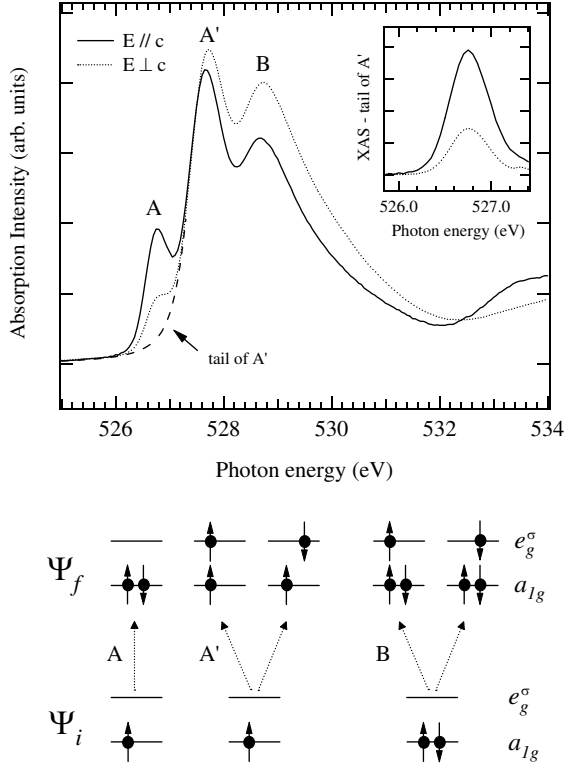 E // c
E ⊥ c
A
A'
B
tail of A'
Absorption Intensity (arb. units)
526
528
530
532
534
Photon energy (eV)
XAS - tail of A'
526.0
527.0
Photon energy (eV)
Ψf
e_g^σ
a_1g
A
A'
B
Ψi
e_g^σ
a_1g